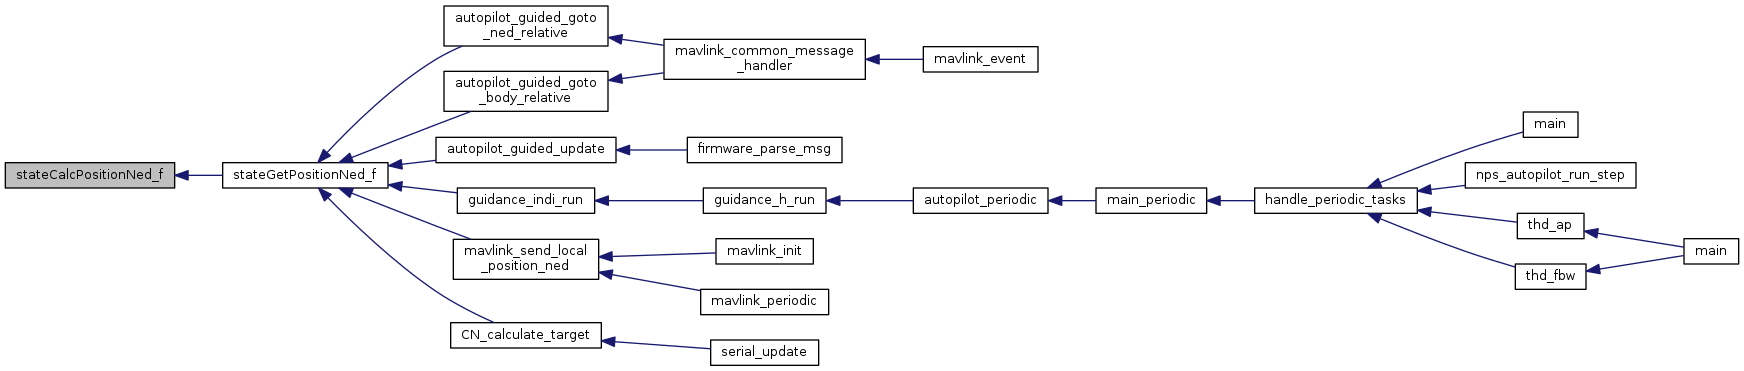 autopilot_guided_goto
_ned_relative
mavlink_common_message
_handler
mavlink_event
autopilot_guided_goto
_body_relative
main
autopilot_guided_update
firmware_parse_msg
stateCalcPositionNed_f
stateGetPositionNed_f
nps_autopilot_run_step
guidance_indi_run
guidance_h_run
autopilot_periodic
main_periodic
handle_periodic_tasks
thd_ap
mavlink_send_local
_position_ned
mavlink_init
main
thd_fbw
mavlink_periodic
CN_calculate_target
serial_update